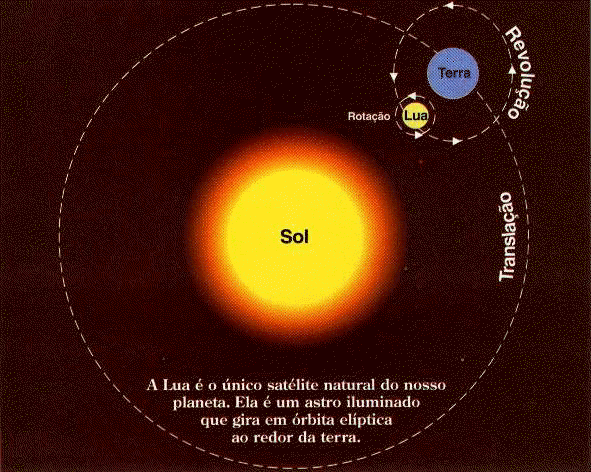 Revolução
Terra
Rotação
Lua
Translação
Sol
A Lua é o único satélite natural do nosso
planeta. Ela é um astro iluminado
que gira em órbita elíptica
ao redor da terra.